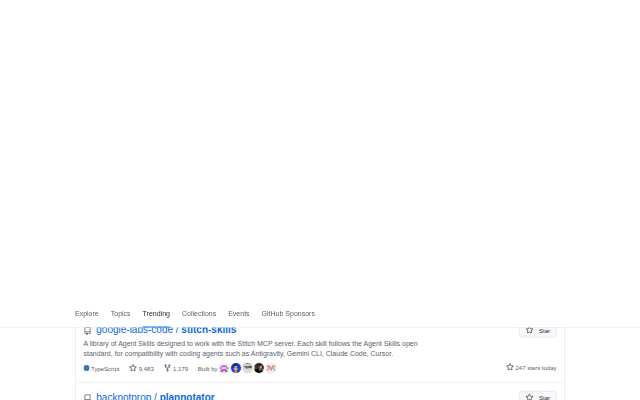 Explore Topics Trending Collections Events GitHub Sponsors
google-labs-code / stitch-skills Star
A library of Agent Skills designed to work with the Stitch MCP server. Each skill follows the Agent Skills open
standard, for compatibility with coding agents such as Antigravity, Gemini CLI, Claude Code, Cursor.
TypeScript 9,483 1,179 Built by 247 stars today
backnotprop / plannotator Star